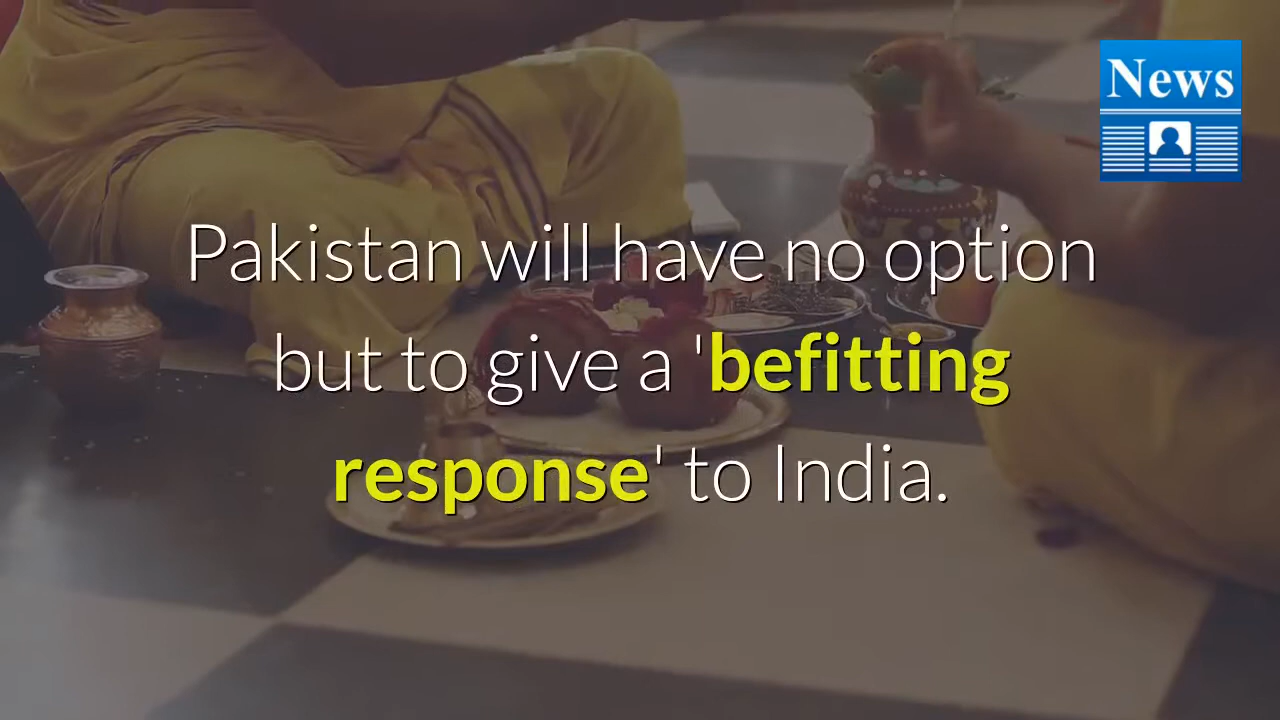 News
Pakistan will have no option
but to give a 'befitting
response' to India.